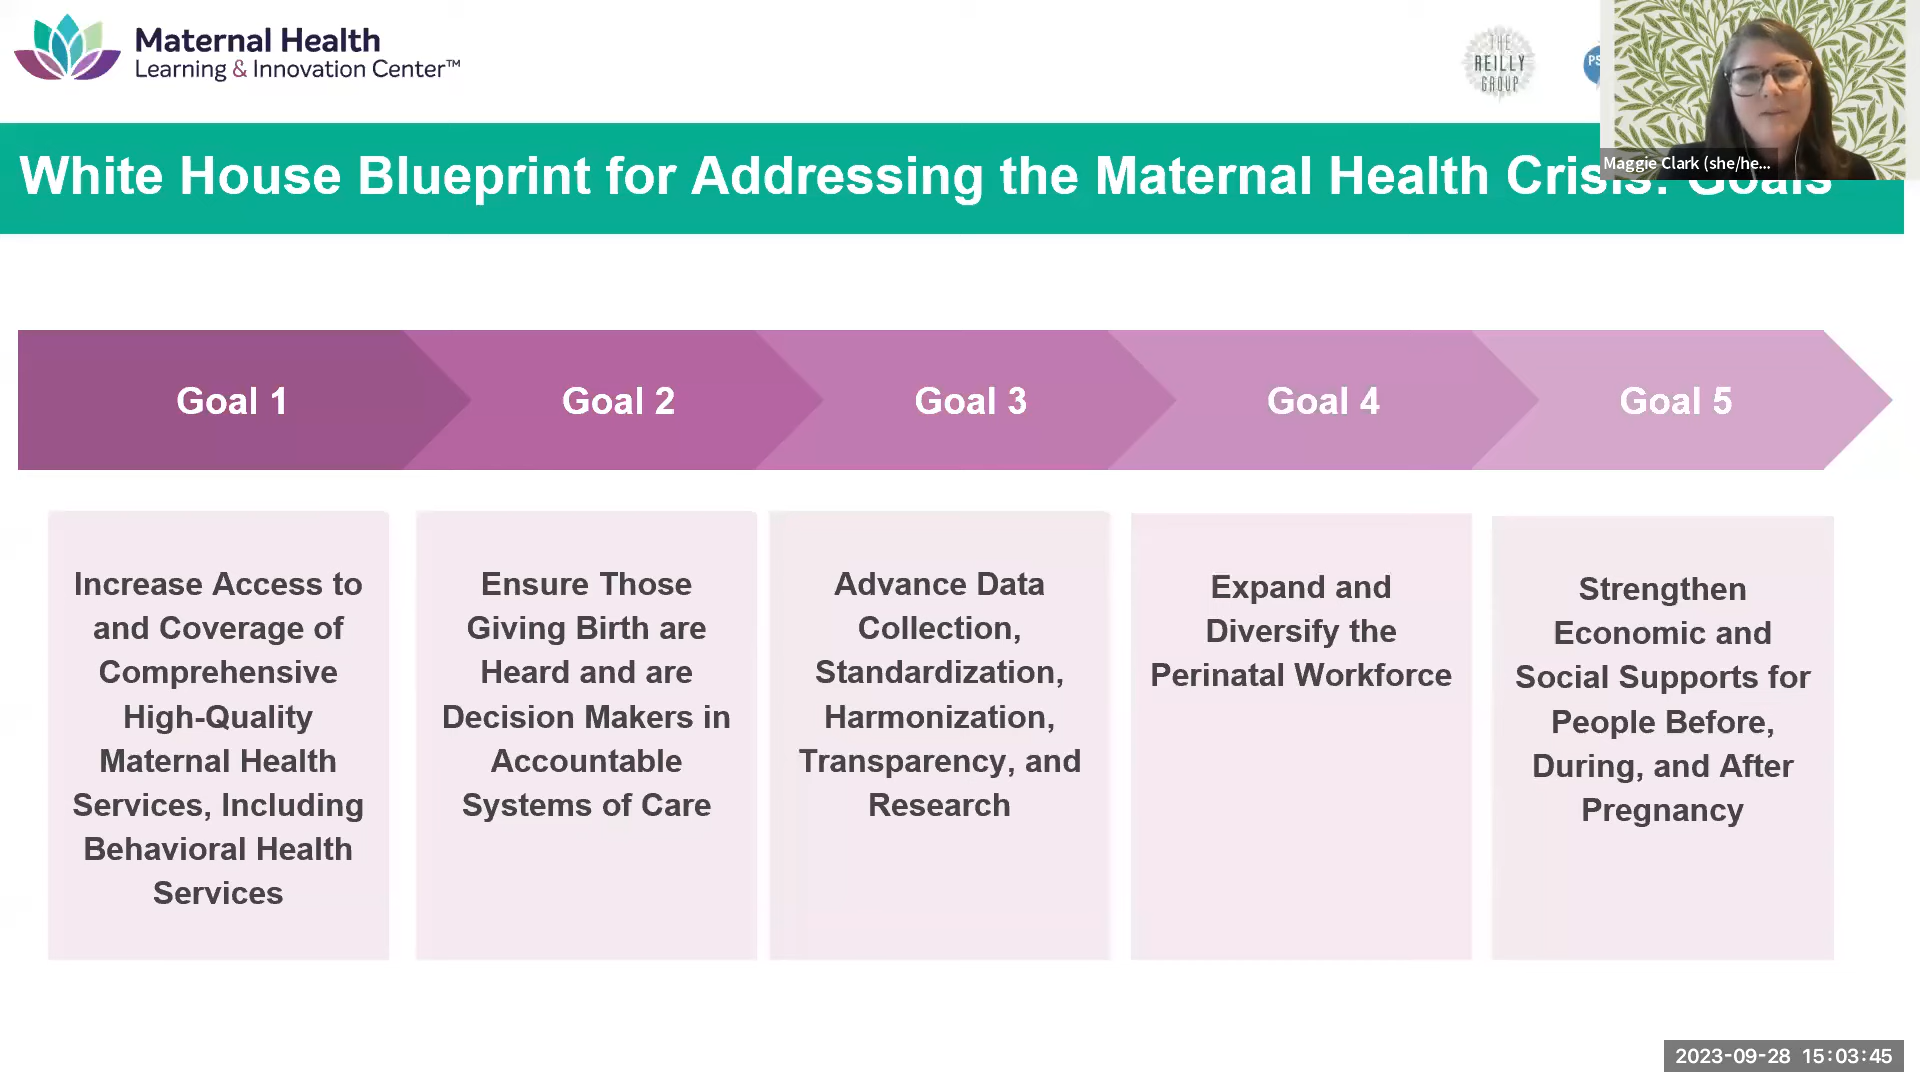 Maternal Health
Learning & Innovation Center™
THE
REILLY
GROUP
PS
Maggie Clark (she/he...
White House Blueprint for Addressing the Maternal Health Crisis: Goals
Goal 1
Goal 2
Goal 3
Goal 4
Goal 5
Increase Access to
and Coverage of
Comprehensive
High-Quality
Maternal Health
Services, Including
Behavioral Health
Services
Ensure Those
Giving Birth are
Heard and are
Decision Makers in
Accountable
Systems of Care
Advance Data
Collection,
Standardization,
Harmonization,
Transparency, and
Research
Expand and
Diversify the
Perinatal Workforce
Strengthen
Economic and
Social Supports for
People Before,
During, and After
Pregnancy
2023-09-28 15:03:45